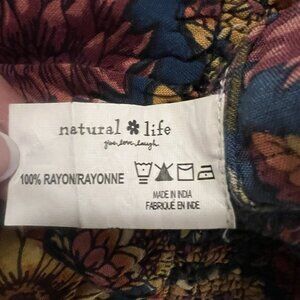 natural life
give.love.laugh.
100% RAYON/RAYONNE
MADE IN INDIA
FABRIQUÉ EN INDE